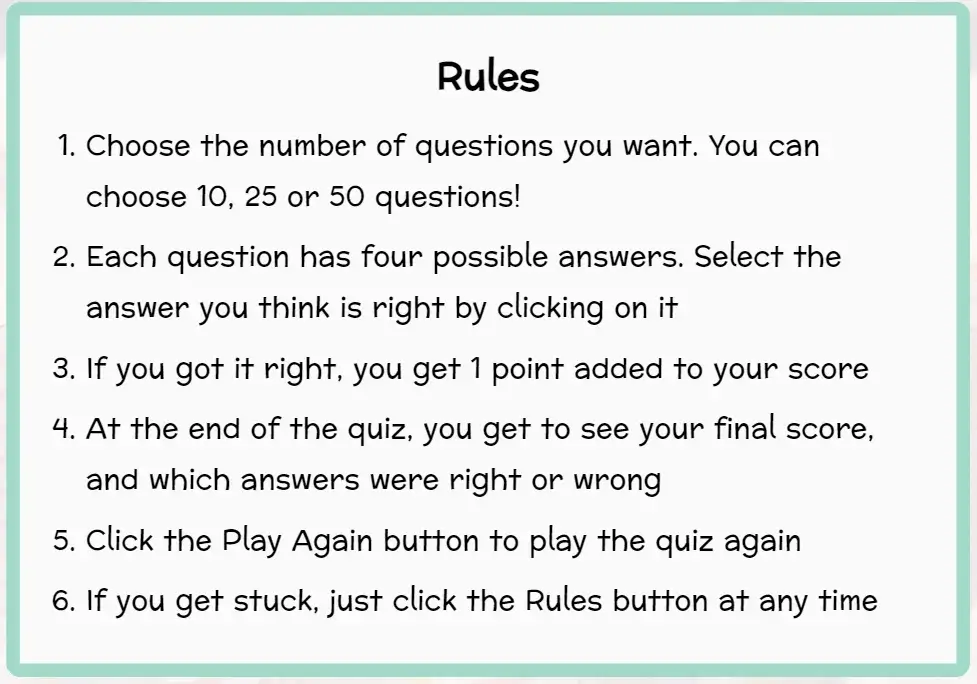 Rules
1. Choose the number of questions you want. You can
choose 10, 25 or 50 questions!
2. Each question has four possible answers. Select the
answer you think is right by clicking on it
3. If you got it right, you get 1 point added to your score
4. At the end of the quiz, you get to see your final score,
and which answers were right or wrong
5. Click the Play Again button to play the quiz again
6. If you get stuck, just click the Rules button at any time